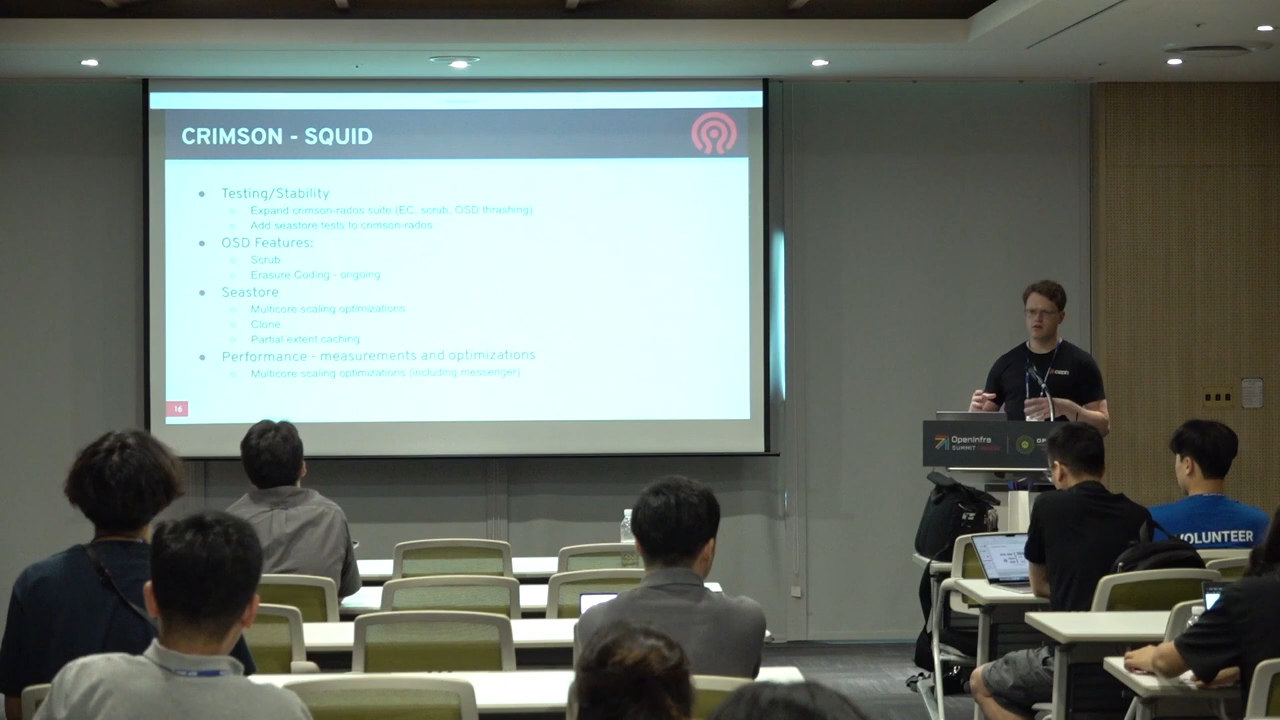 CRIMSON - SQUID
Testing/Stability
Expand crimson-rados suite (EC, scrub, OSD thrashing)
Add seastore tests to crimson-rados
OSD Features:
Scrub
Erasure Coding - ongoing
Seastore
Multicore scaling optimizations
Clone
Partial extent caching
Performance - measurements and optimizations
Multicore scaling optimizations (including messenger)
16
OpenInfra
SUMMIT
VOLUNTEER